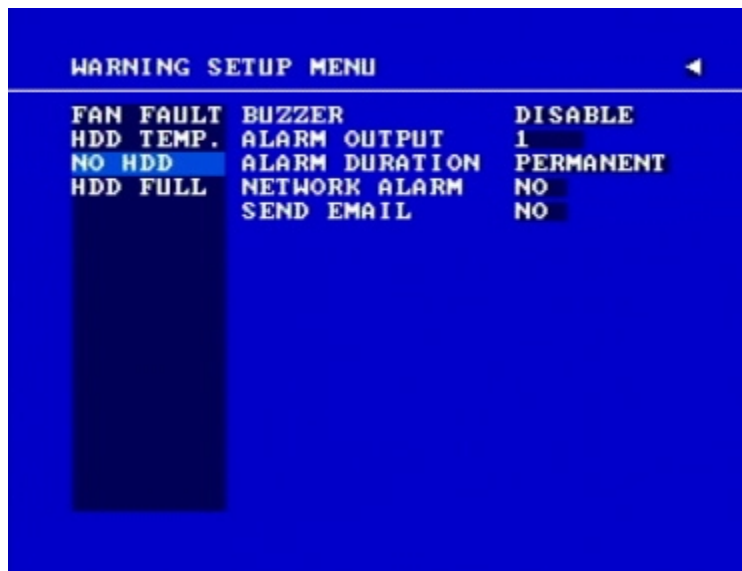 WARNING SETUP MENU
FAN FAULT BUZZER DISABLE
HDD TEMP. ALARM OUTPUT 1
NO HDD ALARM DURATION PERMANENT
HDD FULL NETWORK ALARM NO
SEND EMAIL NO